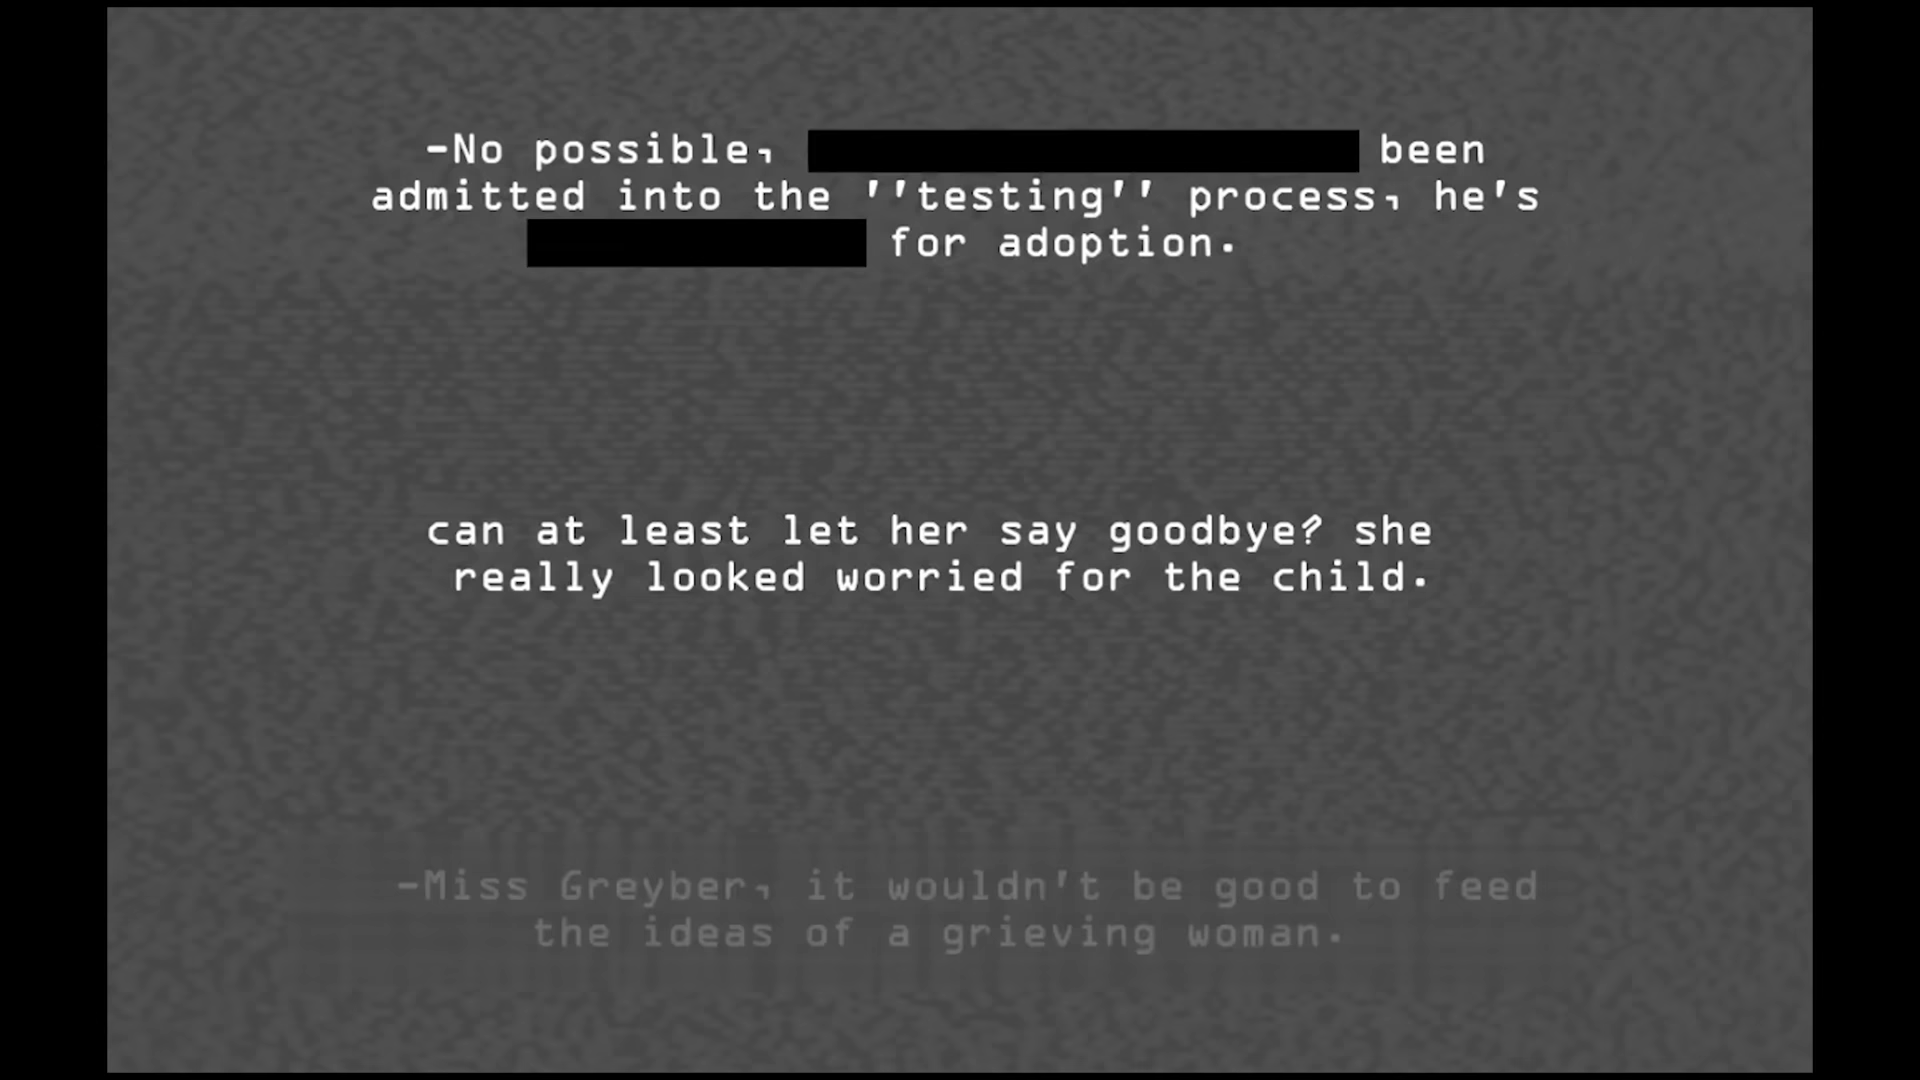 -No possible, been
admitted into the ''testing'' process, he's
for adoption.
can at least let her say goodbye? she
really looked worried for the child.
-Miss Greyber, it wouldn't be good to feed
the ideas of a grieving woman.